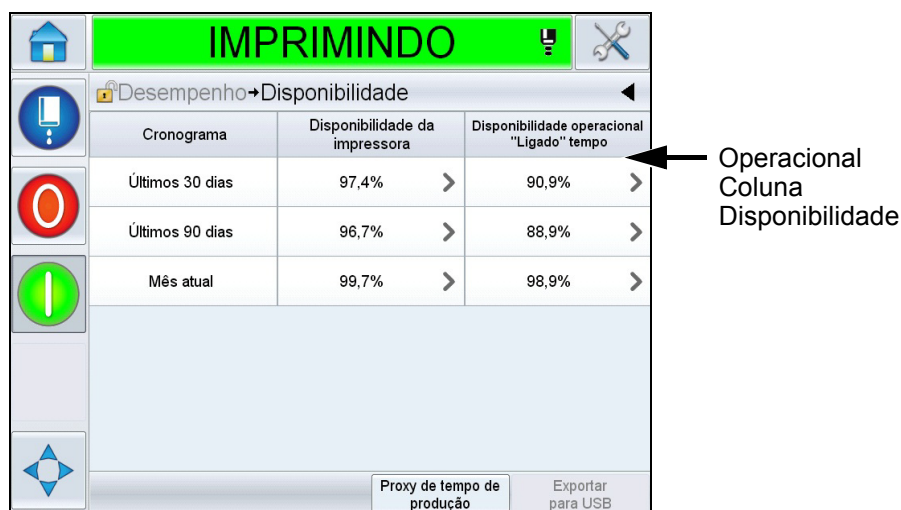 IMPRIMINDO
Desempenho→Disponibilidade
Cronograma
Disponibilidade da
impressora
Disponibilidade operacional
"Ligado" tempo
Últimos 30 dias
97,4%
90,9%
Últimos 90 dias
96,7%
88,9%
Mês atual
99,7%
98,9%
Proxy de tempo de
produção
Exportar
para USB
Operacional
Coluna
Disponibilidade